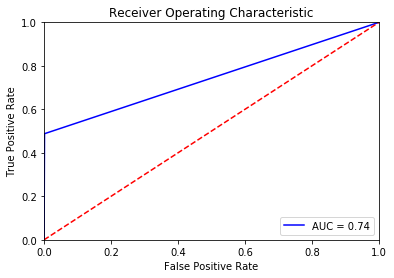 Receiver Operating Characteristic
True Positive Rate
1.0
0.8
0.6
0.4
0.2
0.0
AUC = 0.74
0.0 0.2 0.4 0.6 0.8 1.0
False Positive Rate